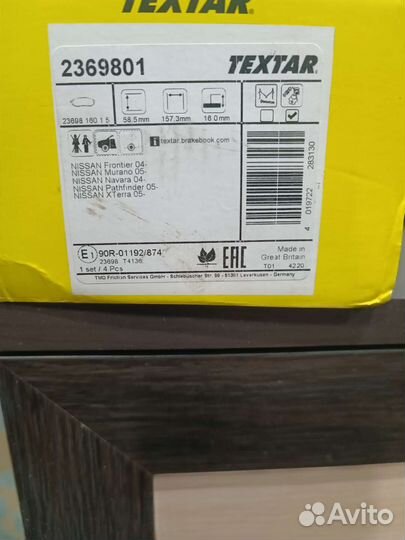 TEXTAR
2369801 TEXTAR
23698 160 1 5 58.5mm 157.3mm 16.0mm
textar.brakebook.com
NISSAN Frontier 04-
NISSAN Murano 05-
NISSAN Navara 04-
NISSAN Pathfinder 05-
NISSAN XTerra 05-
4 019722 283130
E1 90R-01192/874
23698 T4136
1 set / 4 Pcs
EAC
Made in
Great Britain
T01 4220
TMD Friction Services GmbH - Schlebuscher Str. 99 - 51381 Leverkusen - Germany
Avito